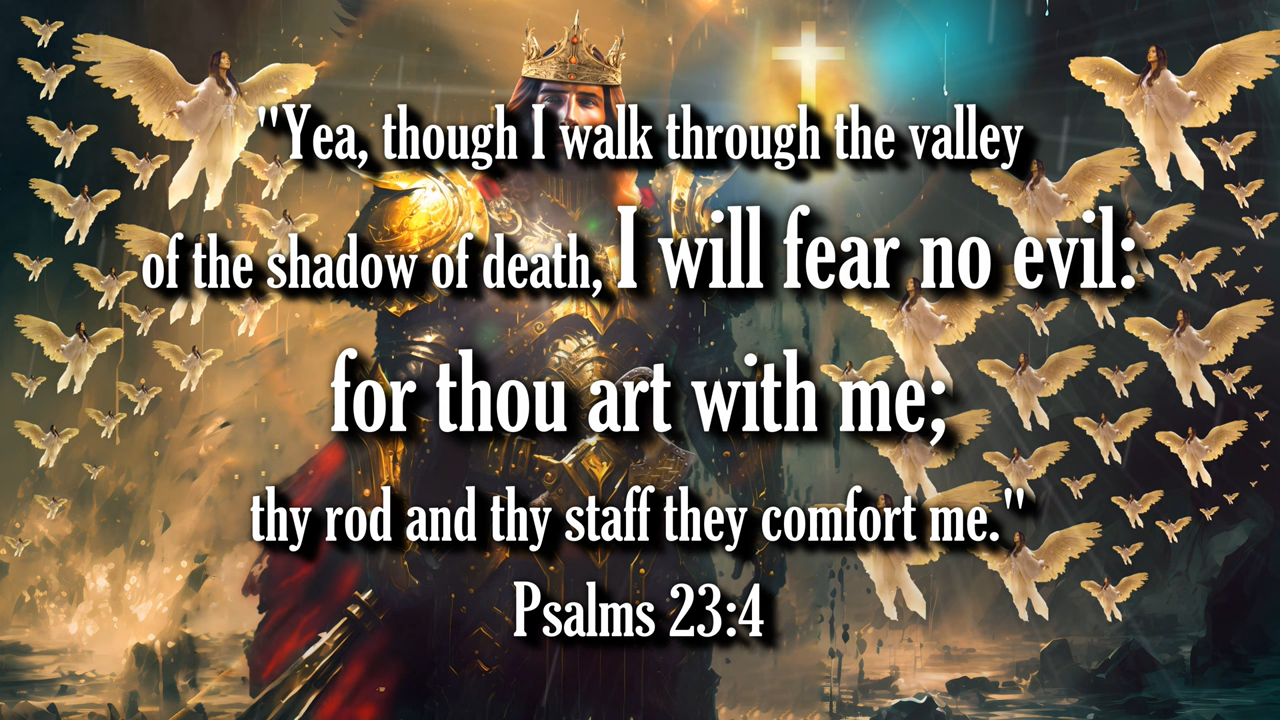 "Yea, though I walk through the valley
of the shadow of death, I will fear no evil:
for thou art with me;
thy rod and thy staff they comfort me."
Psalms 23:4